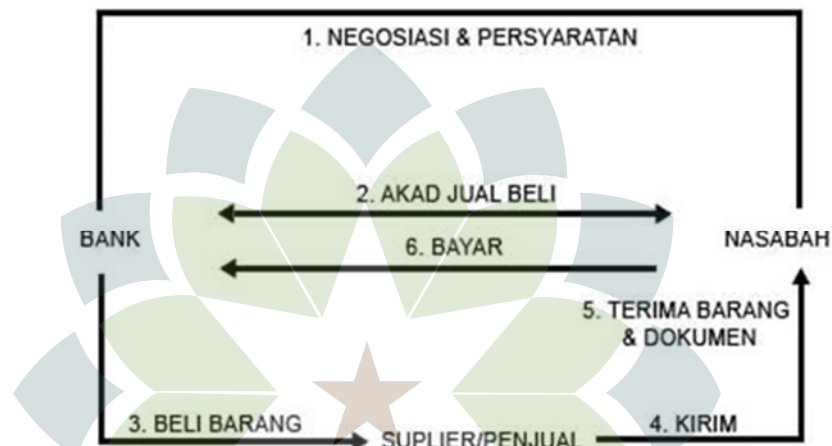 1. NEGOSIASI & PERSYARATAN
2. AKAD JUAL BELI
BANK
NASABAH
6. BAYAR
5. TERIMA BARANG
& DOKUMEN
3. BELI BARANG
4. KIRIM
SUPLIER/PENJUAL